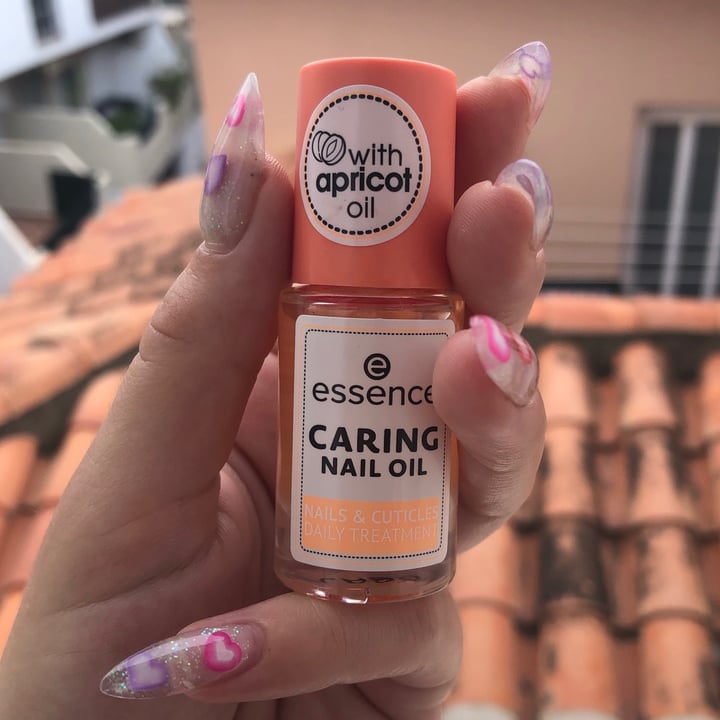 with
apricot
oil
essence
CARING
NAIL OIL
NAILS & CUTICLES
DAILY TREATMENT